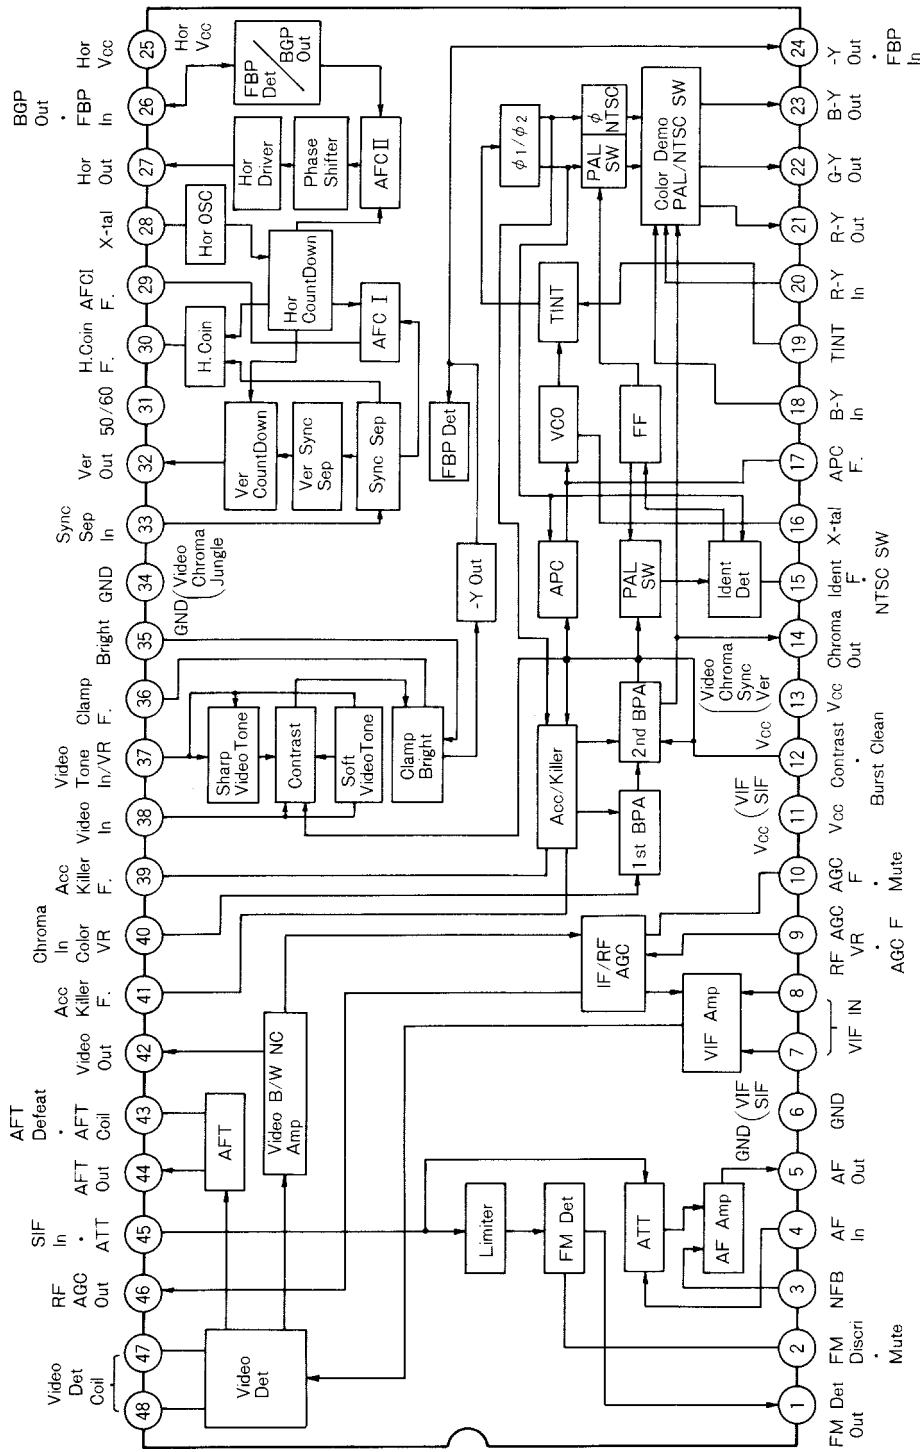 Hor
Vcc
25
Hor
Vcc
BGP
Out
•
FBP
In
26
Hor
Out
27
X-tal
28
AFCI
F.
29
H.Coin
F.
30
50/60
31
Ver
Out
32
Sync
Sep
In
33
GND
34
GND (Video
Chroma
Jungle
Bright
35
Clamp
F.
36
Video
Tone
In/VR
37
Video
In
38
Acc
Killer
F.
39
Chroma
In
Color
VR
40
Acc
Killer
F.
41
Video
Out
42
AFT
Defeat
•
AFT
Coil
43
AFT
Out
44
SIF
In
•
ATT
45
RF
AGC
Out
46
Video
Det
Coil
47
48
FBP
Det
BGP
Out
Hor
Driver
Phase
Shifter
AFCII
Hor OSC
Hor
CountDown
AFC I
H.Coin
Ver
CountDown
Ver Sync
Sep
Sync Sep
FBP Det
-Y Out
Sharp
VideoTone
Contrast
Soft
VideoTone
Clamp
Bright
ϕ1/ϕ2
PAL
SW
ϕ
NTSC
Color Demo
PAL/NTSC SW
TINT
VCO
FF
APC
PAL
SW
Ident
Det
Acc/Killer
1st BPA
2nd BPA
IF/RF
AGC
VIF Amp
Video B/W NC
Amp
AFT
Video
Det
Limiter
FM Det
ATT
AF Amp
24
-Y
Out
•
FBP
In
23
B-Y
Out
22
G-Y
Out
21
R-Y
Out
20
R-Y
In
19
TINT
18
B-Y
In
17
APC
F.
16
X-tal
15
Ident
F
•
NTSC SW
14
Chroma
Out
13
Vcc
Vcc (Video
Chroma
Sync
Ver
12
Contrast
•
Burst Clean
11
Vcc
Vcc (VIF
SIF
10
AGC
F
•
Mute
9
RF AGC
VR
•
AGC F
8
7
VIF IN
6
GND
GND (VIF
SIF
5
AF
Out
4
AF
In
3
NFB
2
FM
Discri
•
Mute
1
FM Det
Out